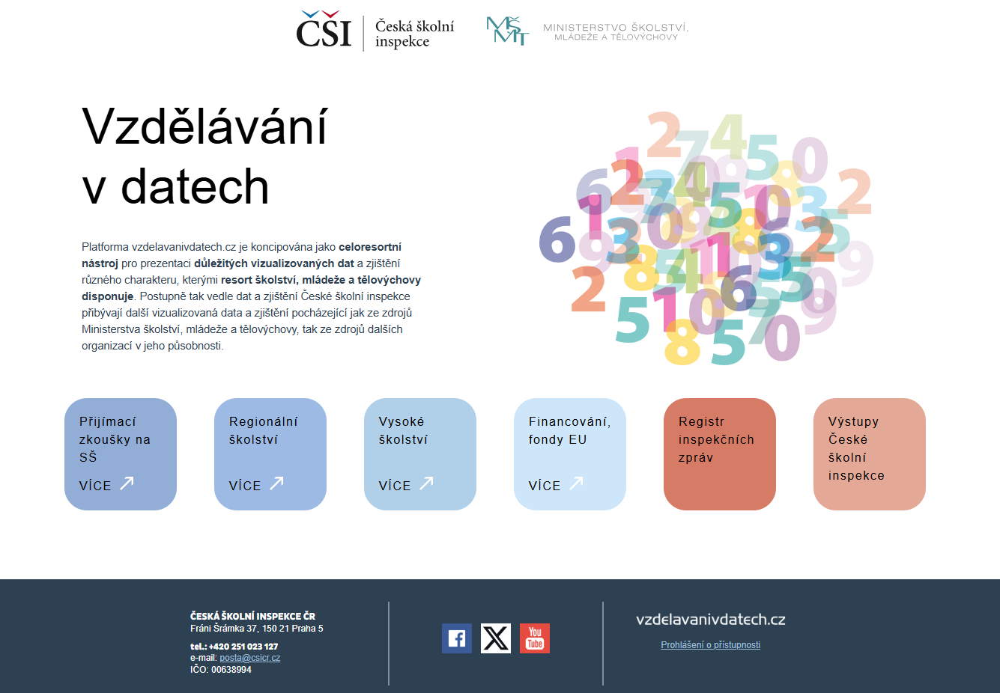 ČSI
Česká školní
inspekce
MŠMT
MINISTERSTVO ŠKOLSTVÍ,
MLÁDEŽE A TĚLOVÝCHOVY
Vzdělávání
v datech
Platforma vzdelavanivdatech.cz je koncipována jako celoresortní
nástroj pro prezentaci důležitých vizualizovaných dat a zjištění
různého charakteru, kterými resort školství, mládeže a tělovýchovy
disponuje. Postupně tak vedle dat a zjištění České školní inspekce
přibývají další vizualizovaná data a zjištění pocházející jak ze zdrojů
Ministerstva školství, mládeže a tělovýchovy, tak ze zdrojů dalších
organizací v jeho působnosti.
Přijímací
zkoušky na
SŠ
VÍCE
Regionální
školství
VÍCE
Vysoké
školství
VÍCE
Financování,
fondy EU
VÍCE
Registr
inspekčních
zpráv
Výstupy
České
školní
inspekce
ČESKÁ ŠKOLNÍ INSPEKCE ČR
Fráni Šrámka 37, 150 21 Praha 5
tel.: +420 251 023 127
e-mail: posta@csicr.cz
IČO: 00638994
You
Tube
vzdelavanivdatech.cz
Prohlášení o přístupnosti